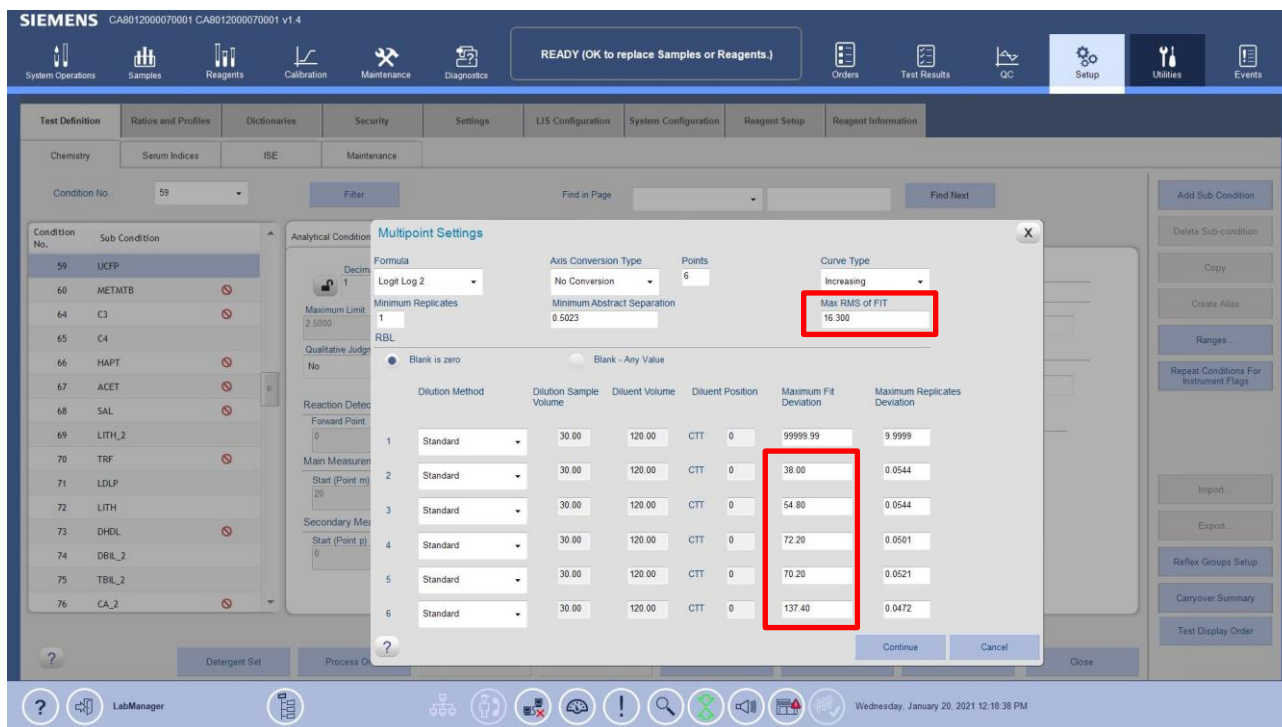 SIEMENS CA8012000070001 CA8012000070001 v1.4
System Operations
Samples
Reagents
Calibration
Maintenance
Diagnostics
READY (OK to replace Samples or Reagents.)
Orders
Test Results
QC
Setup
Utilities
Events
Test Definition Ratios and Profiles Dictionaries Security Settings LIS Configuration System Configuration Reagent Setup Reagent Information
Chemistry Serum Indices ISE Maintenance
Condition No. 59 Filter Find in Page Find Next
Condition No. Sub Condition
59 UCFP
60 METMTB
64 C3
65 C4
66 HAPT
67 ACET
68 SAL
69 LITH_2
70 TRF
71 LDLP
72 LITH
73 DHDL
74 DBIL_2
75 TBIL_2
76 CA_2
Analytical Condition
Decim
1
Maximum Limit
2.5000
Qualitative Judgr
No
Reaction Detec
Forward Point
0
Main Measuren
Start (Point m)
20
Secondary Mea
Start (Point p)
0
Multipoint Settings X
Formula Axis Conversion Type Points Curve Type
Logit Log 2 No Conversion 6 Increasing
Minimum Replicates Minimum Abstract Separation Max RMS of FIT
1 0.5023 16.300
RBL
Blank is zero Blank - Any Value
Dilution Method Dilution Sample Volume Diluent Volume Diluent Position Maximum Fit Deviation Maximum Replicates Deviation
1 Standard 30.00 120.00 CTT 0 99999.99 9.9999
2 Standard 30.00 120.00 CTT 0 38.00 0.0544
3 Standard 30.00 120.00 CTT 0 54.80 0.0544
4 Standard 30.00 120.00 CTT 0 72.20 0.0501
5 Standard 30.00 120.00 CTT 0 70.20 0.0521
6 Standard 30.00 120.00 CTT 0 137.40 0.0472
? Continue Cancel
Add Sub Condition
Delete Sub-condition
Copy
Create Alias
Ranges...
Repeat Conditions For
Instrument Flags
Import...
Export...
Reflex Groups Setup
Carryover Summary
Test Display Order
? Detergent Set Process O Close
? LabManager ! Wednesday, January 20, 2021 12:18:38 PM